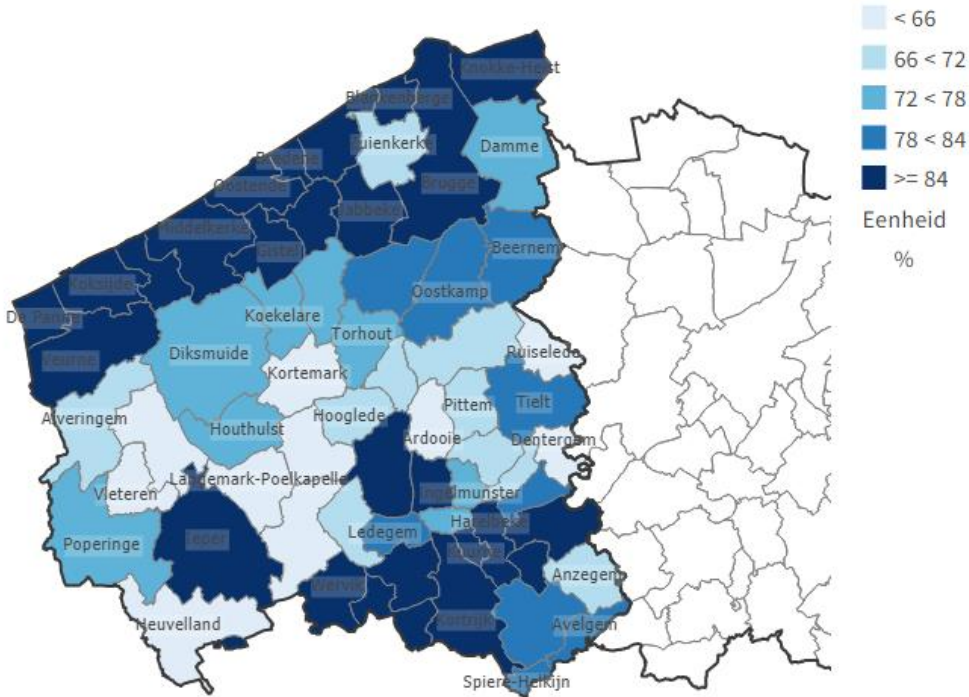 < 66
66 < 72
72 < 78
78 < 84
>= 84
Eenheid
%
Knokke-Heist
Blankenberge
Zuienkerke
Damme
Bredene
Oostende
Brugge
Jabbeke
Middelkerke
Gistel
Beernem
Koksijde
Oostkamp
De Panne
Koekelare
Torhout
Veurne
Diksmuide
Ruiselede
Kortemark
Alveringem
Hooglede
Pittem
Tielt
Houthulst
Ardooie
Dentergem
Vleteren
Langemark-Poelkapelle
Ingelmunster
Poperinge
Ieper
Ledegem
Harelbeke
Kuurne
Wervik
Anzegem
Heuvelland
Kortrijk
Avelgem
Spiere-Helkijn